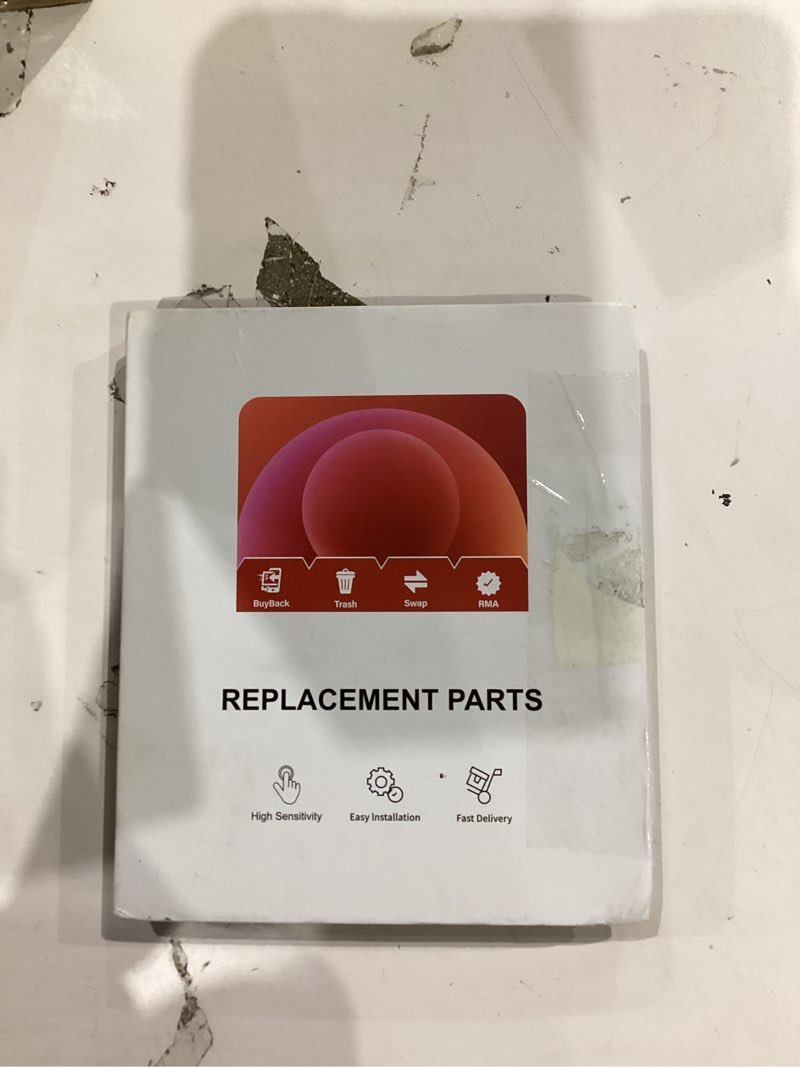 BuyBack Trash Swap RMA
REPLACEMENT PARTS
High Sensitivity Easy Installation Fast Delivery